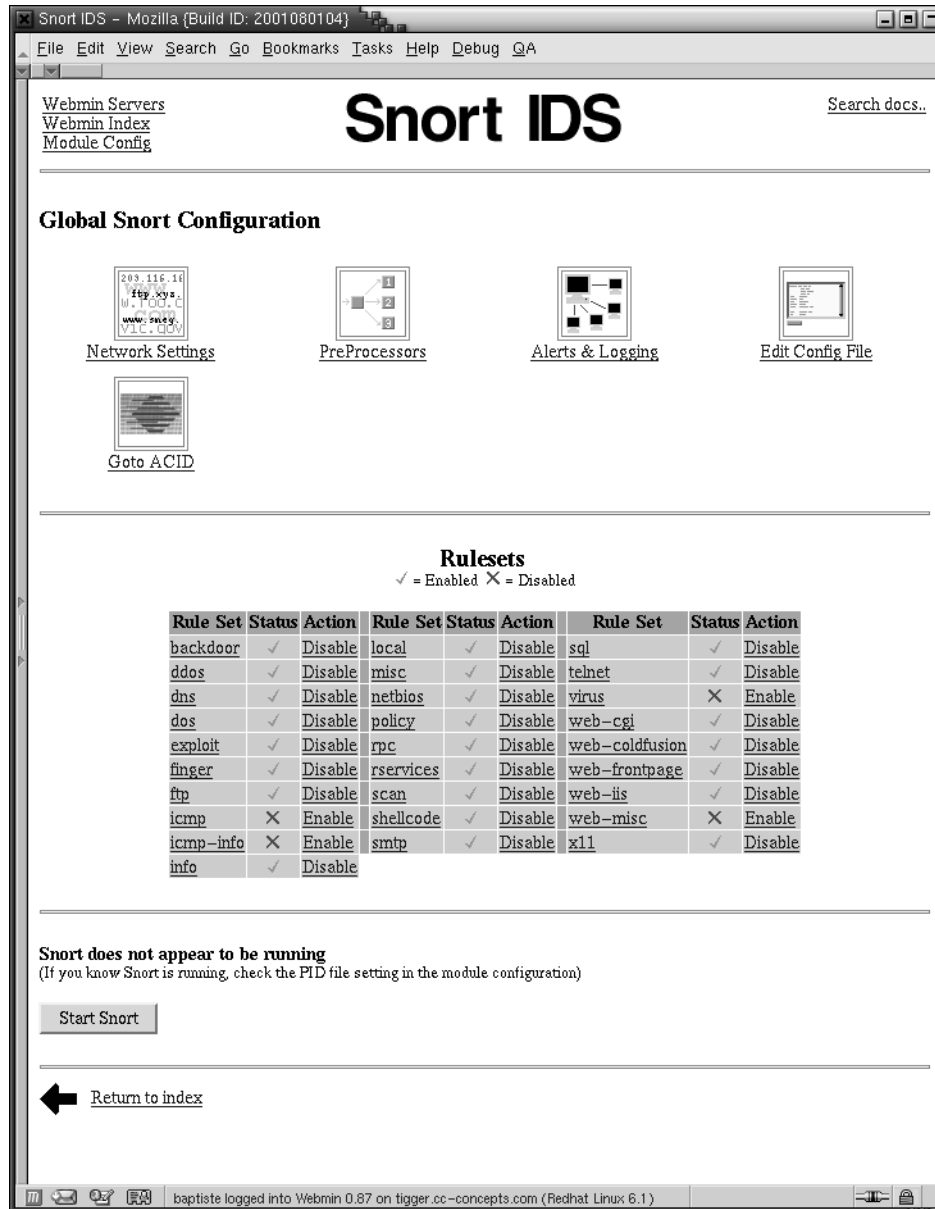 Snort IDS – Mozilla {Build ID: 2001080104}
File Edit View Search Go Bookmarks Tasks Help Debug QA
Webmin Servers
Webmin Index
Module Config
Snort IDS
Search docs..
Global Snort Configuration
Network Settings
PreProcessors
1
2
3
Alerts & Logging
Edit Config File
Goto ACID
Rulesets
✓ = Enabled ✕ = Disabled
Rule Set Status Action Rule Set Status Action Rule Set Status Action
backdoor ✓ Disable local ✓ Disable sql ✓ Disable
ddos ✓ Disable misc ✓ Disable telnet ✓ Disable
dns ✓ Disable netbios ✓ Disable virus ✕ Enable
dos ✓ Disable policy ✓ Disable web–cgi ✓ Disable
exploit ✓ Disable rpc ✓ Disable web–coldfusion ✓ Disable
finger ✓ Disable rservices ✓ Disable web–frontpage ✓ Disable
ftp ✓ Disable scan ✓ Disable web–iis ✓ Disable
icmp ✕ Enable shellcode ✓ Disable web–misc ✕ Enable
icmp–info ✕ Enable smtp ✓ Disable x11 ✓ Disable
info ✓ Disable
Snort does not appear to be running
(If you know Snort is running, check the PID file setting in the module configuration)
Start Snort
Return to index
baptiste logged into Webmin 0.87 on tigger.cc–concepts.com (Redhat Linux 6.1)